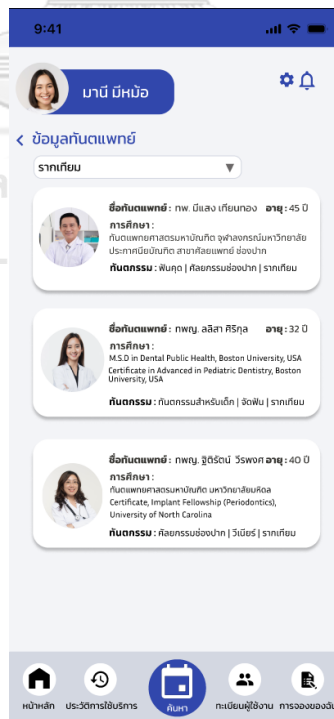 9:41
มานี มีหม้อ
ข้อมูลทันตแพทย์
รากเทียม
ชื่อทันตแพทย์ : ทพ. มีแสง เทียนทอง อายุ : 45 ปี
การศึกษา :
ทันตแพทยศาสตรมหาบัณฑิต จุฬาลงกรณ์มหาวิทยาลัย
ประกาศนียบัณฑิต สาขาศัลยแพทย์ ช่องปาก
ทันตกรรม : ฟันคุด | ศัลยกรรมช่องปาก | รากเทียม
ชื่อทันตแพทย์ : ทพญ. ลลิสา ศิริกุล อายุ : 32 ปี
การศึกษา :
M.S.D in Dental Public Health, Boston University, USA
Certificate in Advanced in Pediatric Dentistry, Boston
University, USA
ทันตกรรม : ทันตกรรมสำหรับเด็ก | จัดฟัน | รากเทียม
ชื่อทันตแพทย์ : ทพญ. ฐิติรัตน์ วีรพงศ อายุ : 40 ปี
การศึกษา :
ทันตแพทยศาสตรมหาบัณฑิต มหาวิทยาลัยมหิดล
Certificate, Implant Fellowship (Periodontics),
University of North Carolina
ทันตกรรม : ศัลยกรรมช่องปาก | วีเนียร์ | รากเทียม
หน้าหลัก ประวัติการใช้บริการ ค้นหา ทะเบียนผู้ใช้งาน การจองของฉัน